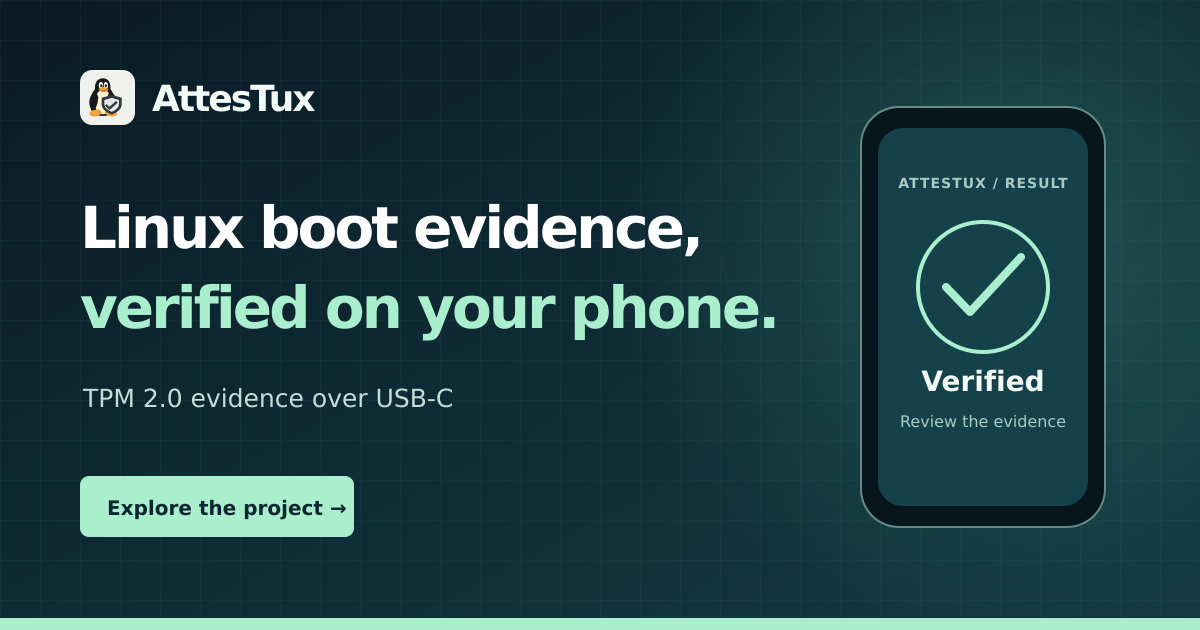 AttesTux
Linux boot evidence,
verified on your phone.
TPM 2.0 evidence over USB-C
Explore the project →
ATTESTUX / RESULT
Verified
Review the evidence